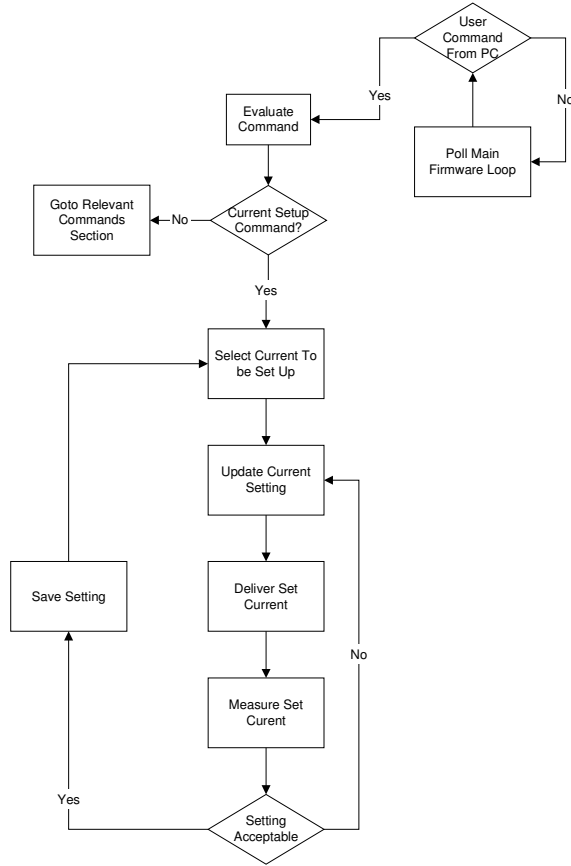 User
Command
From PC
Yes
No
Evaluate
Command
Poll Main
Firmware Loop
Goto Relevant
Commands
Section
No
Current Setup
Command?
Yes
Select Current To
be Set Up
Update Current
Setting
Save Setting
Deliver Set
Current
No
Measure Set
Curent
Yes
Setting
Acceptable